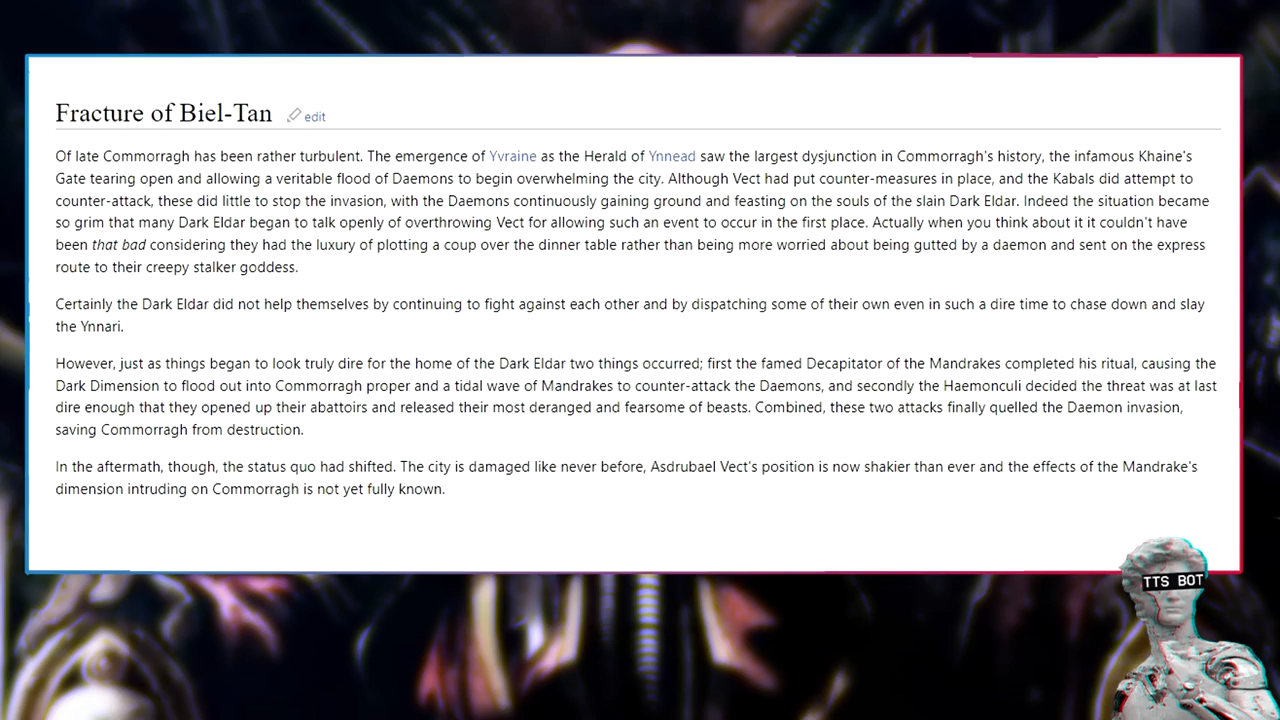 Fracture of Biel-Tan edit
Of late Commorragh has been rather turbulent. The emergence of Yvraine as the Herald of Ynnead saw the largest dysjunction in Commorragh's history, the infamous Khaine's
Gate tearing open and allowing a veritable flood of Daemons to begin overwhelming the city. Although Vect had put counter-measures in place, and the Kabals did attempt to
counter-attack, these did little to stop the invasion, with the Daemons continuously gaining ground and feasting on the souls of the slain Dark Eldar. Indeed the situation became
so grim that many Dark Eldar began to talk openly of overthrowing Vect for allowing such an event to occur in the first place. Actually when you think about it it couldn't have
been that bad considering they had the luxury of plotting a coup over the dinner table rather than being more worried about being gutted by a daemon and sent on the express
route to their creepy stalker goddess.
Certainly the Dark Eldar did not help themselves by continuing to fight against each other and by dispatching some of their own even in such a dire time to chase down and slay
the Ynnari.
However, just as things began to look truly dire for the home of the Dark Eldar two things occurred; first the famed Decapitator of the Mandrakes completed his ritual, causing the
Dark Dimension to flood out into Commorragh proper and a tidal wave of Mandrakes to counter-attack the Daemons, and secondly the Haemonculi decided the threat was at last
dire enough that they opened up their abattoirs and released their most deranged and fearsome of beasts. Combined, these two attacks finally quelled the Daemon invasion,
saving Commorragh from destruction.
In the aftermath, though, the status quo had shifted. The city is damaged like never before, Asdrubael Vect's position is now shakier than ever and the effects of the Mandrake's
dimension intruding on Commorragh is not yet fully known.
TTS BOT